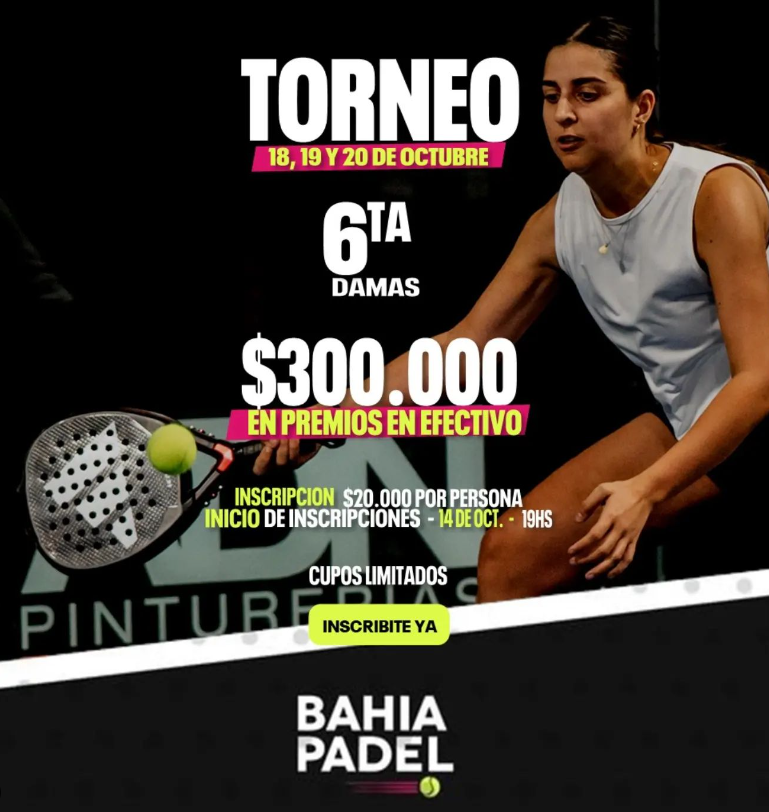 TORNEO
18, 19 Y 20 DE OCTUBRE
6TA
DAMAS
$300.000
EN PREMIOS EN EFECTIVO
INSCRIPCION $20.000 POR PERSONA
INICIO DE INSCRIPCIONES - 14 DE OCT. - 19HS
CUPOS LIMITADOS
INSCRIBITE YA
ADN
PINTURERIAS
BAHIA
PADEL